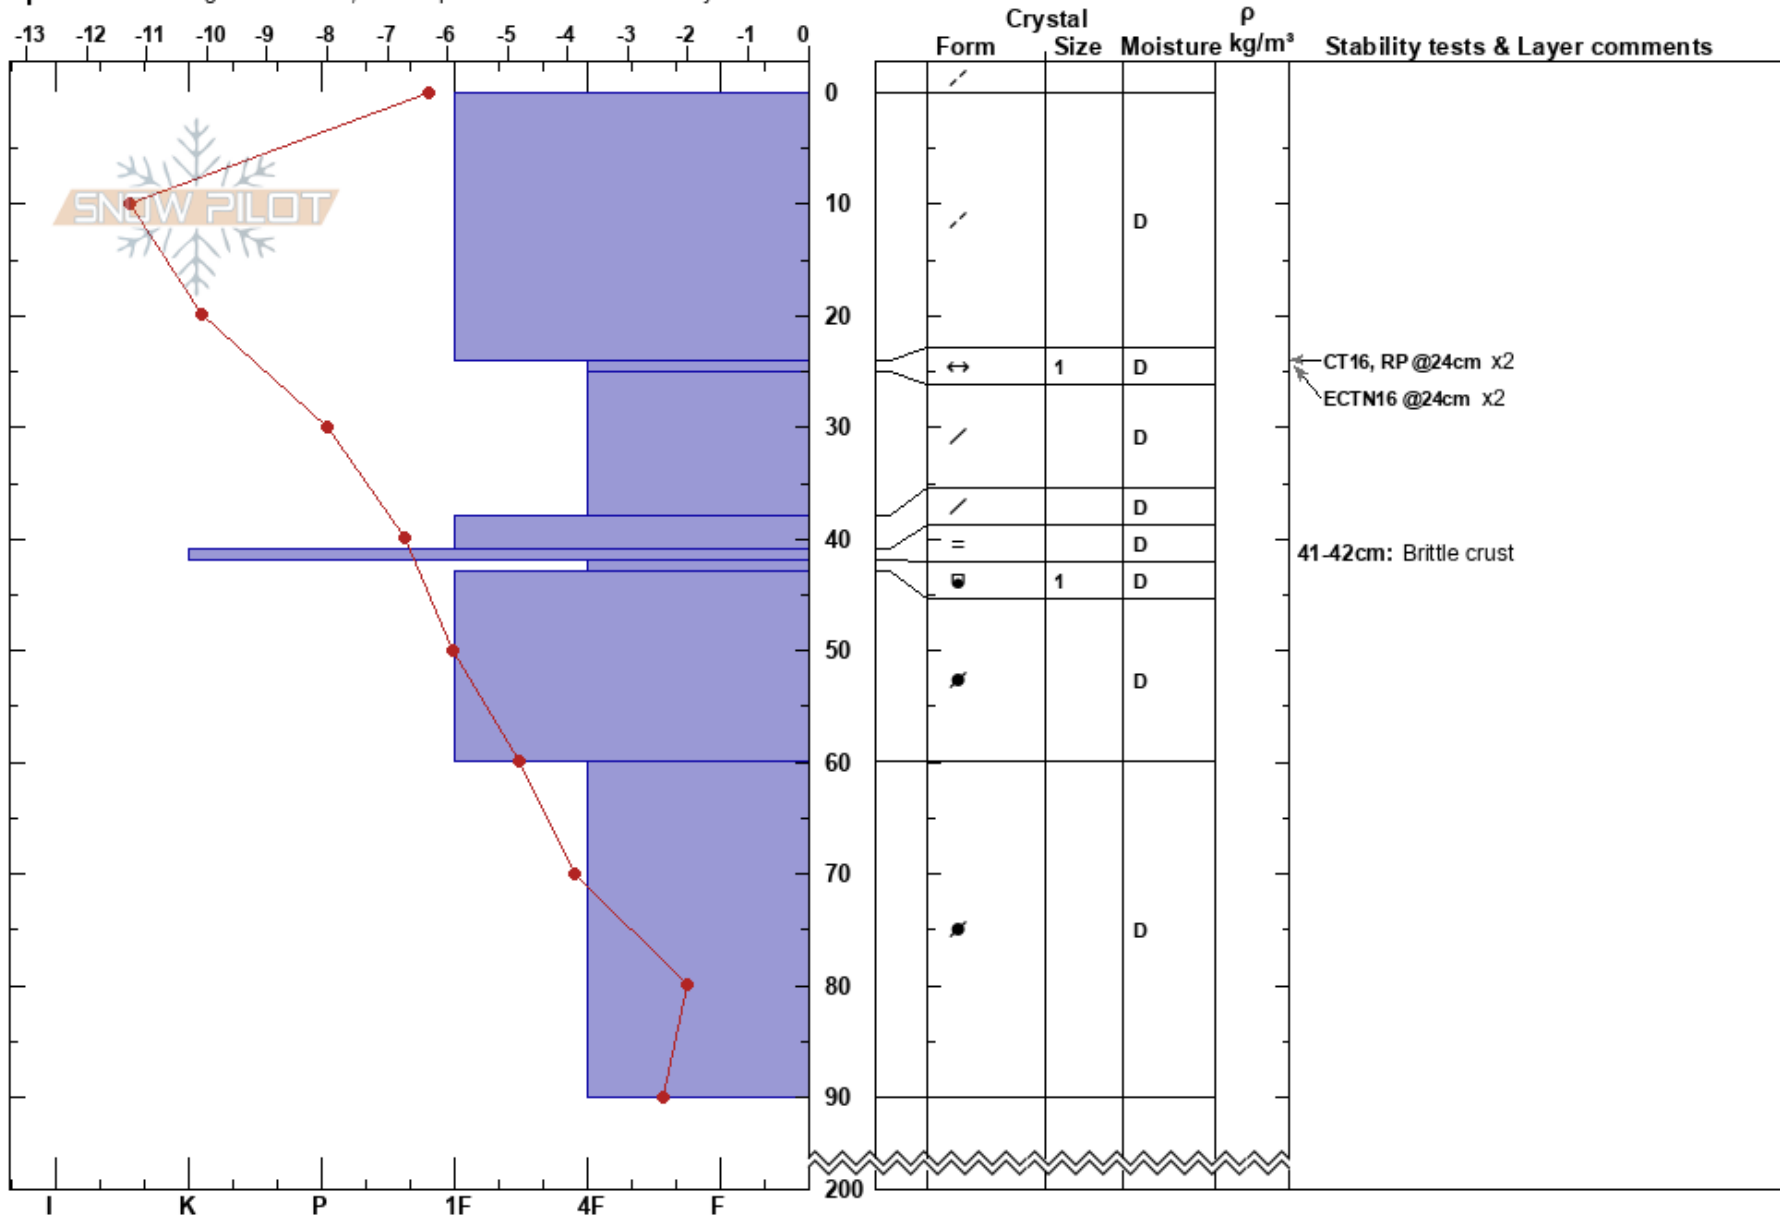 Crystal ρ
-13 -12 -11 -10 -9 -8 -7 -6 -5 -4 -3 -2 -1 0 Form Size Moisture kg/m³ Stability tests & Layer comments
0
SNOW PILOT
10
D
20
CT16, RP @24cm x2
1 D
ECTN16 @24cm x2
30
D
D
40
= D
41-42cm: Brittle crust
1 D
50
D
60
70
D
80
90
200
I K P 1F 4F F